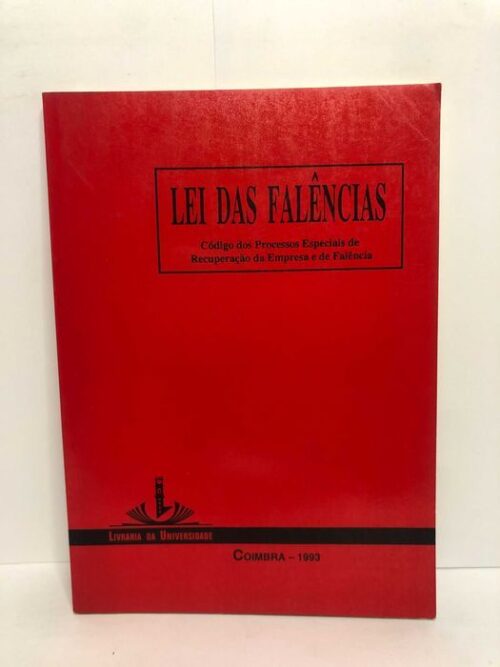 LEI DAS FALÊNCIAS
Código dos Processos Especiais de
Recuperação da Empresa e de Falência
LIVRARIA DA UNIVERSIDADE
COIMBRA – 1993